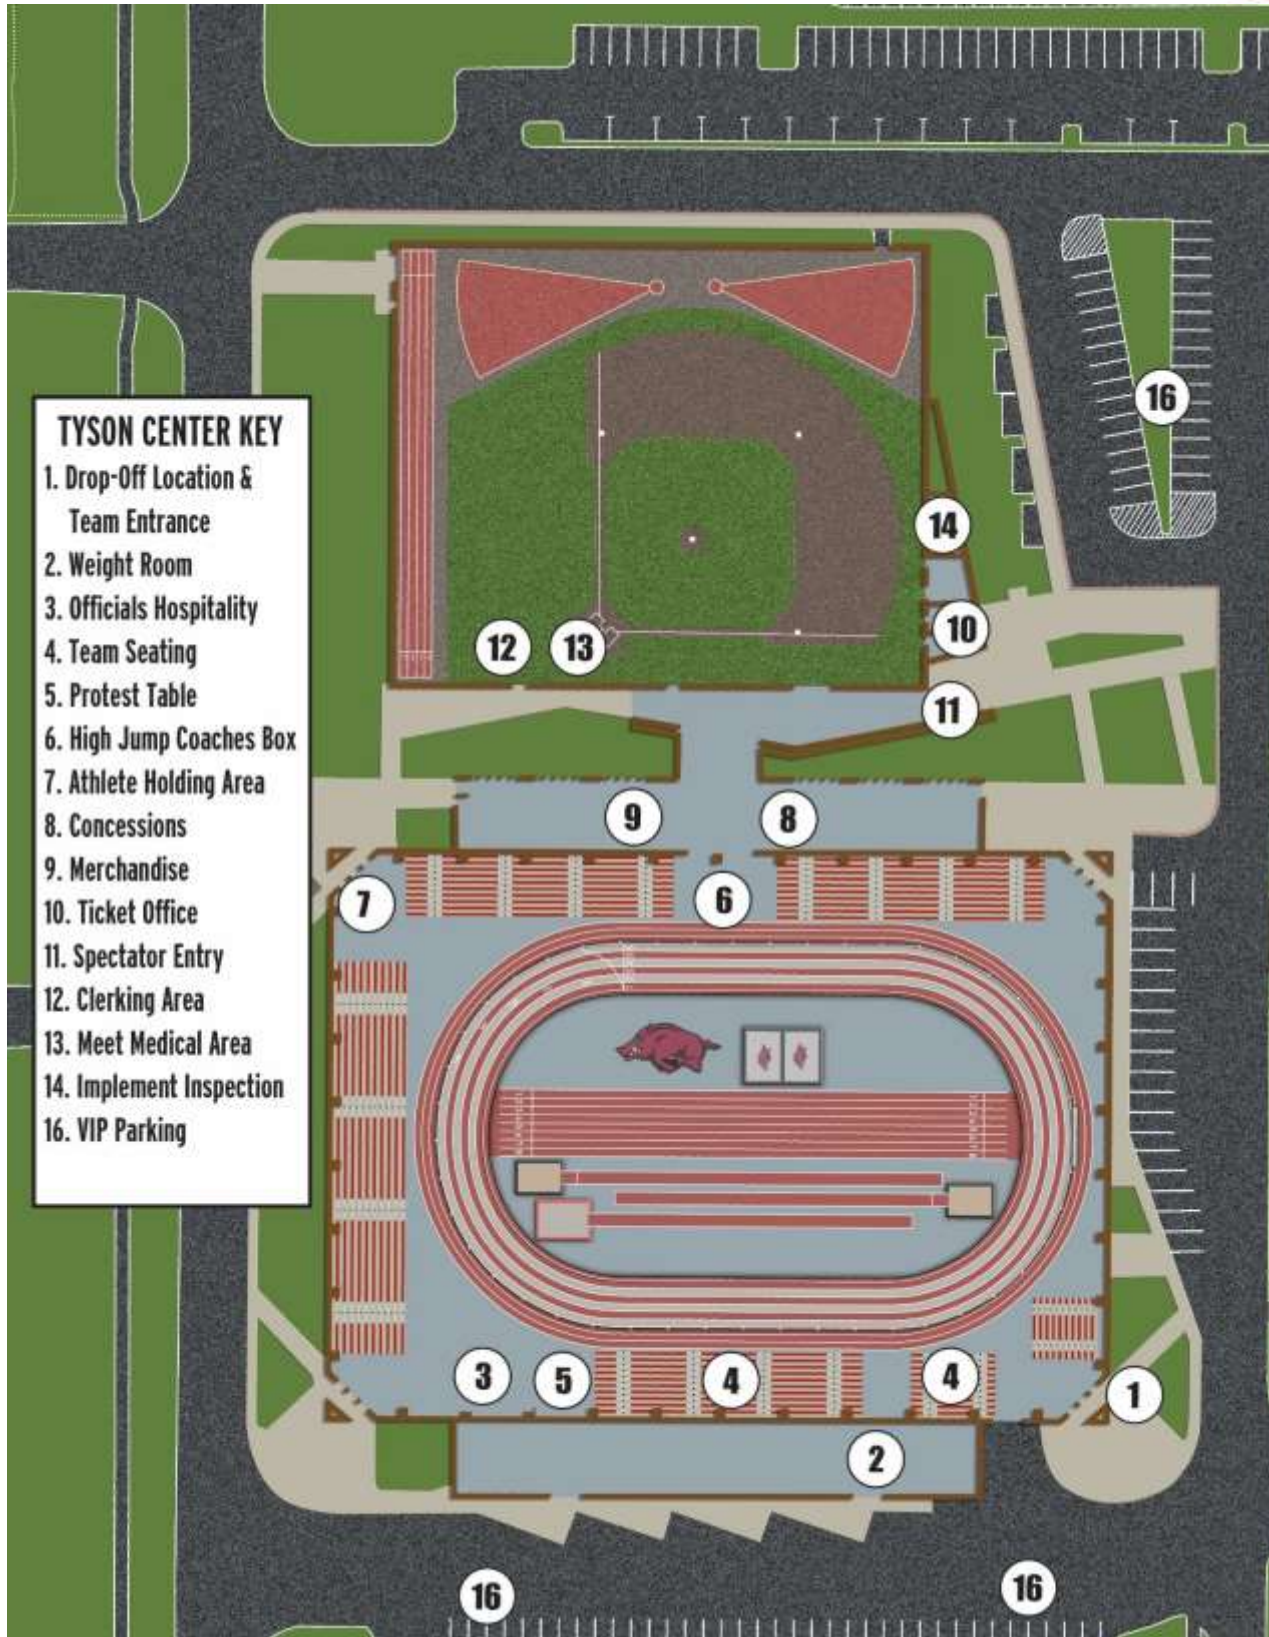 TYSON CENTER KEY
1. Drop-Off Location &
Team Entrance
2. Weight Room
3. Officials Hospitality
4. Team Seating
5. Protest Table
6. High Jump Coaches Box
7. Athlete Holding Area
8. Concessions
9. Merchandise
10. Ticket Office
11. Spectator Entry
12. Clerking Area
13. Meet Medical Area
14. Implement Inspection
16. VIP Parking
16
14
10
12
13
11
9
8
7
6
3
5
4
4
1
2
16
16